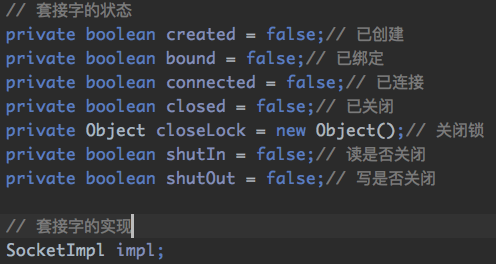 // 套接字的状态
private boolean created = false;// 已创建
private boolean bound = false;// 已绑定
private boolean connected = false;// 已连接
private boolean closed = false;// 已关闭
private Object closeLock = new Object();// 关闭锁
private boolean shutIn = false;// 读是否关闭
private boolean shutOut = false;// 写是否关闭
// 套接字的实现
SocketImpl impl;